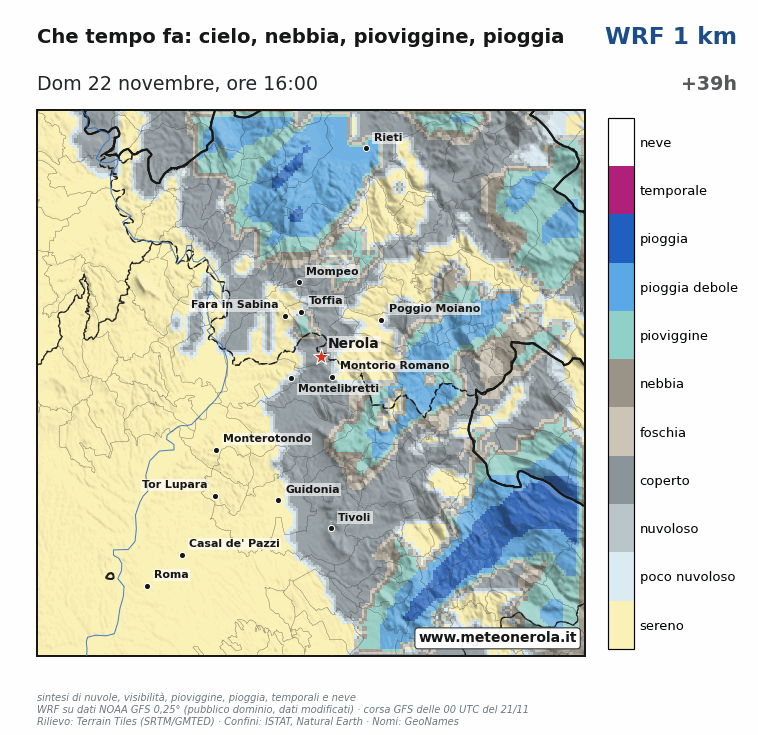 Che tempo fa: cielo, nebbia, pioviggine, pioggia
WRF 1 km
Dom 22 novembre, ore 16:00
+39h
Rieti
Mompeo
Fara in Sabina
Toffia
Poggio Moiano
Nerola
Montorio Romano
Montelibretti
Monterotondo
Tor Lupara
Guidonia
Tivoli
Casal de' Pazzi
Roma
www.meteonerola.it
neve
temporale
pioggia
pioggia debole
pioviggine
nebbia
foschia
coperto
nuvoloso
poco nuvoloso
sereno
sintesi di nuvole, visibilità, pioviggine, pioggia, temporali e neve
WRF su dati NOAA GFS 0,25° (pubblico dominio, dati modificati) · corsa GFS delle 00 UTC del 21/11
Rilievo: Terrain Tiles (SRTM/GMTED) · Confini: ISTAT, Natural Earth · Nomi: GeoNames